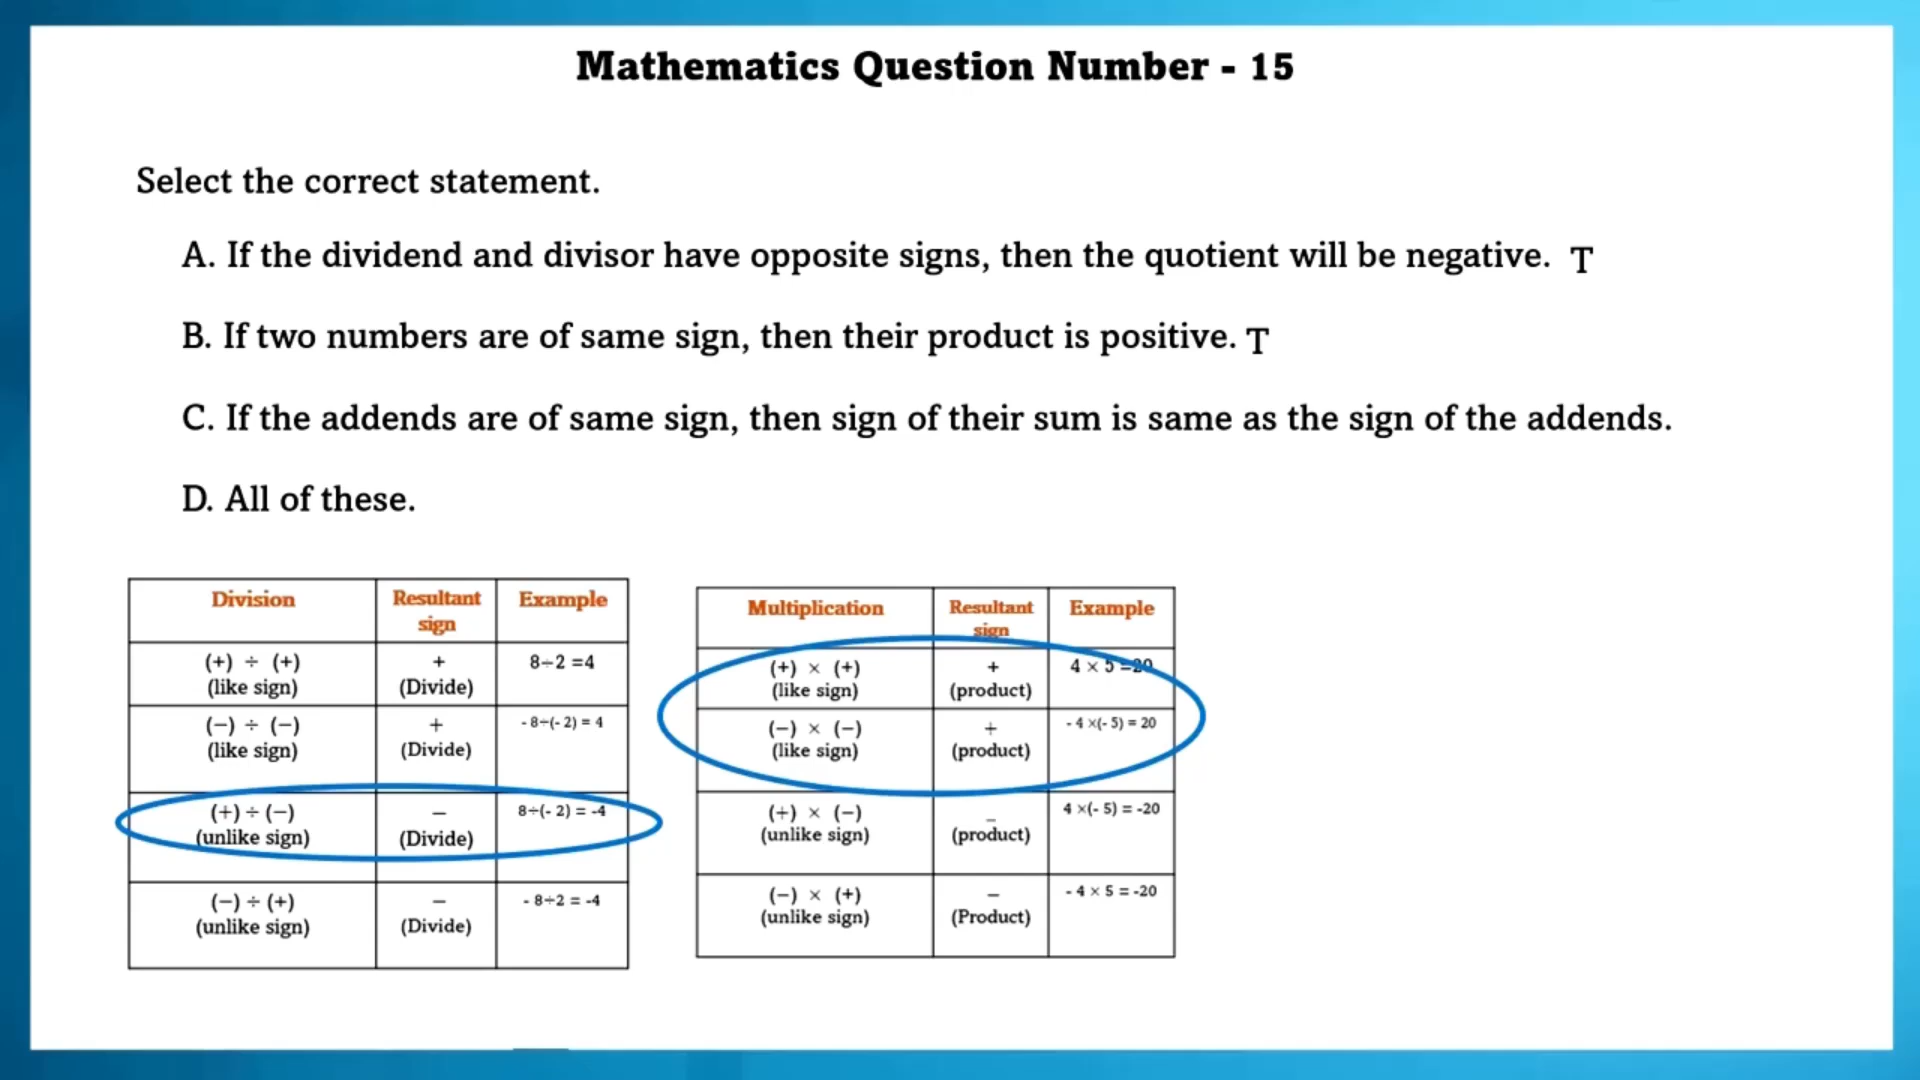 Mathematics Question Number - 15
Select the correct statement.
A. If the dividend and divisor have opposite signs, then the quotient will be negative. T
B. If two numbers are of same sign, then their product is positive. T
C. If the addends are of same sign, then sign of their sum is same as the sign of the addends.
D. All of these.
Division
Resultant
sign
Example
(+) ÷ (+)
(like sign)
+
(Divide)
8÷2 =4
(−) ÷ (−)
(like sign)
+
(Divide)
- 8÷(- 2) = 4
(+) ÷ (−)
(unlike sign)
−
(Divide)
8÷(- 2) = -4
(−) ÷ (+)
(unlike sign)
−
(Divide)
- 8÷2 = -4
Multiplication
Resultant
sign
Example
(+) × (+)
(like sign)
+
(product)
4 × 5 =20
(−) × (−)
(like sign)
+
(product)
- 4 ×(- 5) = 20
(+) × (−)
(unlike sign)
−
(product)
4 ×(- 5) = -20
(−) × (+)
(unlike sign)
−
(Product)
- 4 × 5 = -20